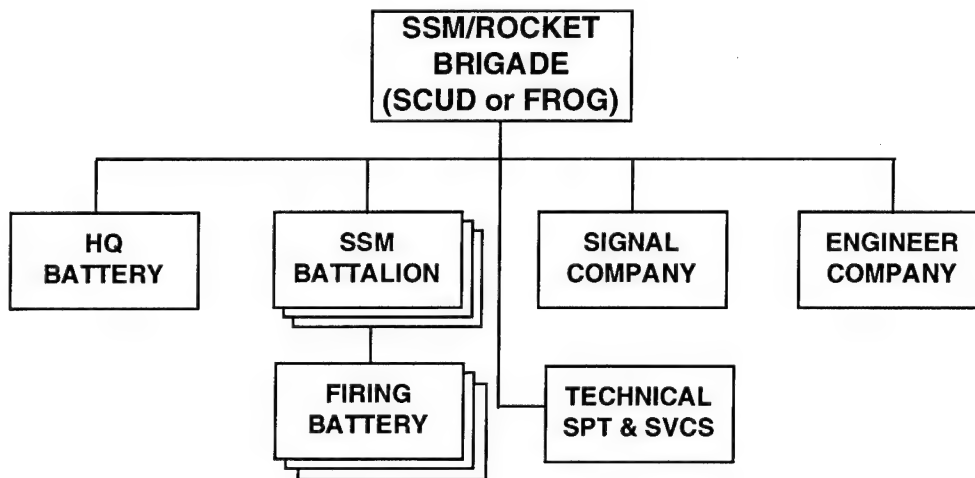 SSM/ROCKET
BRIGADE
(SCUD or FROG)
HQ
BATTERY
SSM
BATTALION
SIGNAL
COMPANY
ENGINEER
COMPANY
FIRING
BATTERY
TECHNICAL
SPT & SVCS